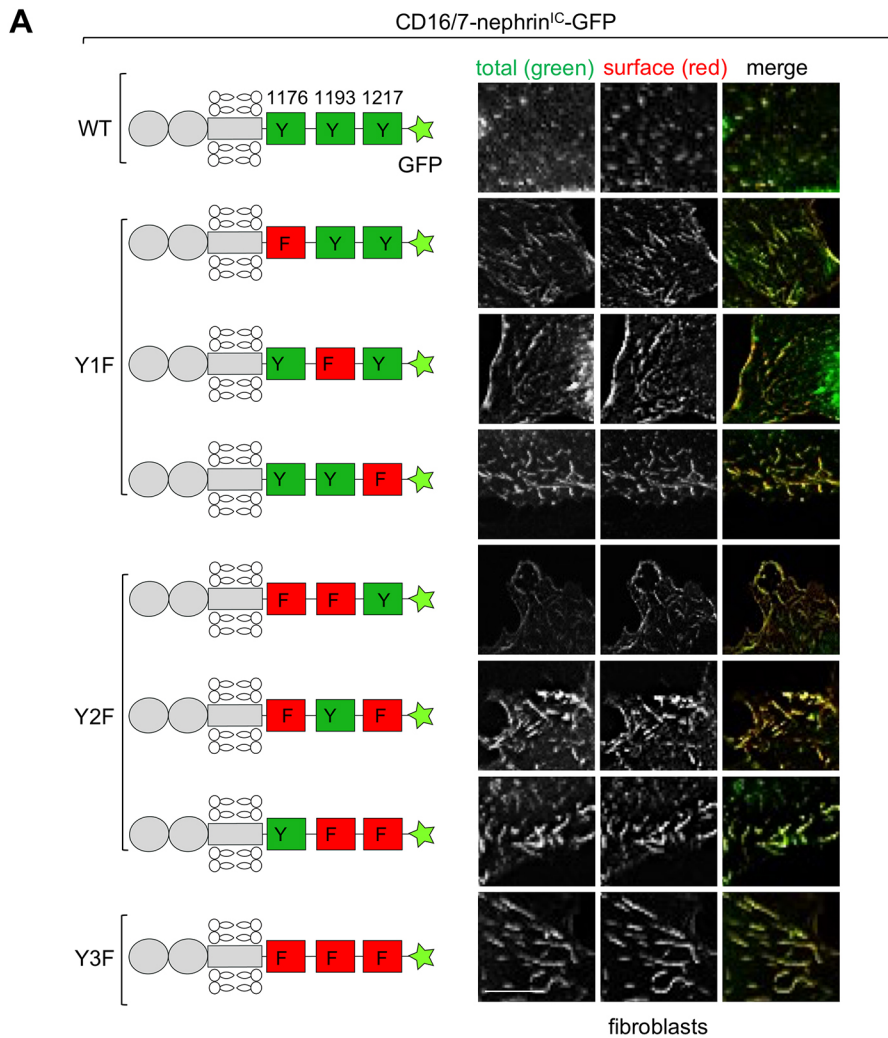 A
CD16/7-nephrinIC-GFP
total (green) surface (red) merge
1176 1193 1217
WT Y Y Y
GFP
F Y Y
Y1F Y F Y
Y Y F
F F Y
Y2F F Y F
Y F F
Y3F F F F
fibroblasts